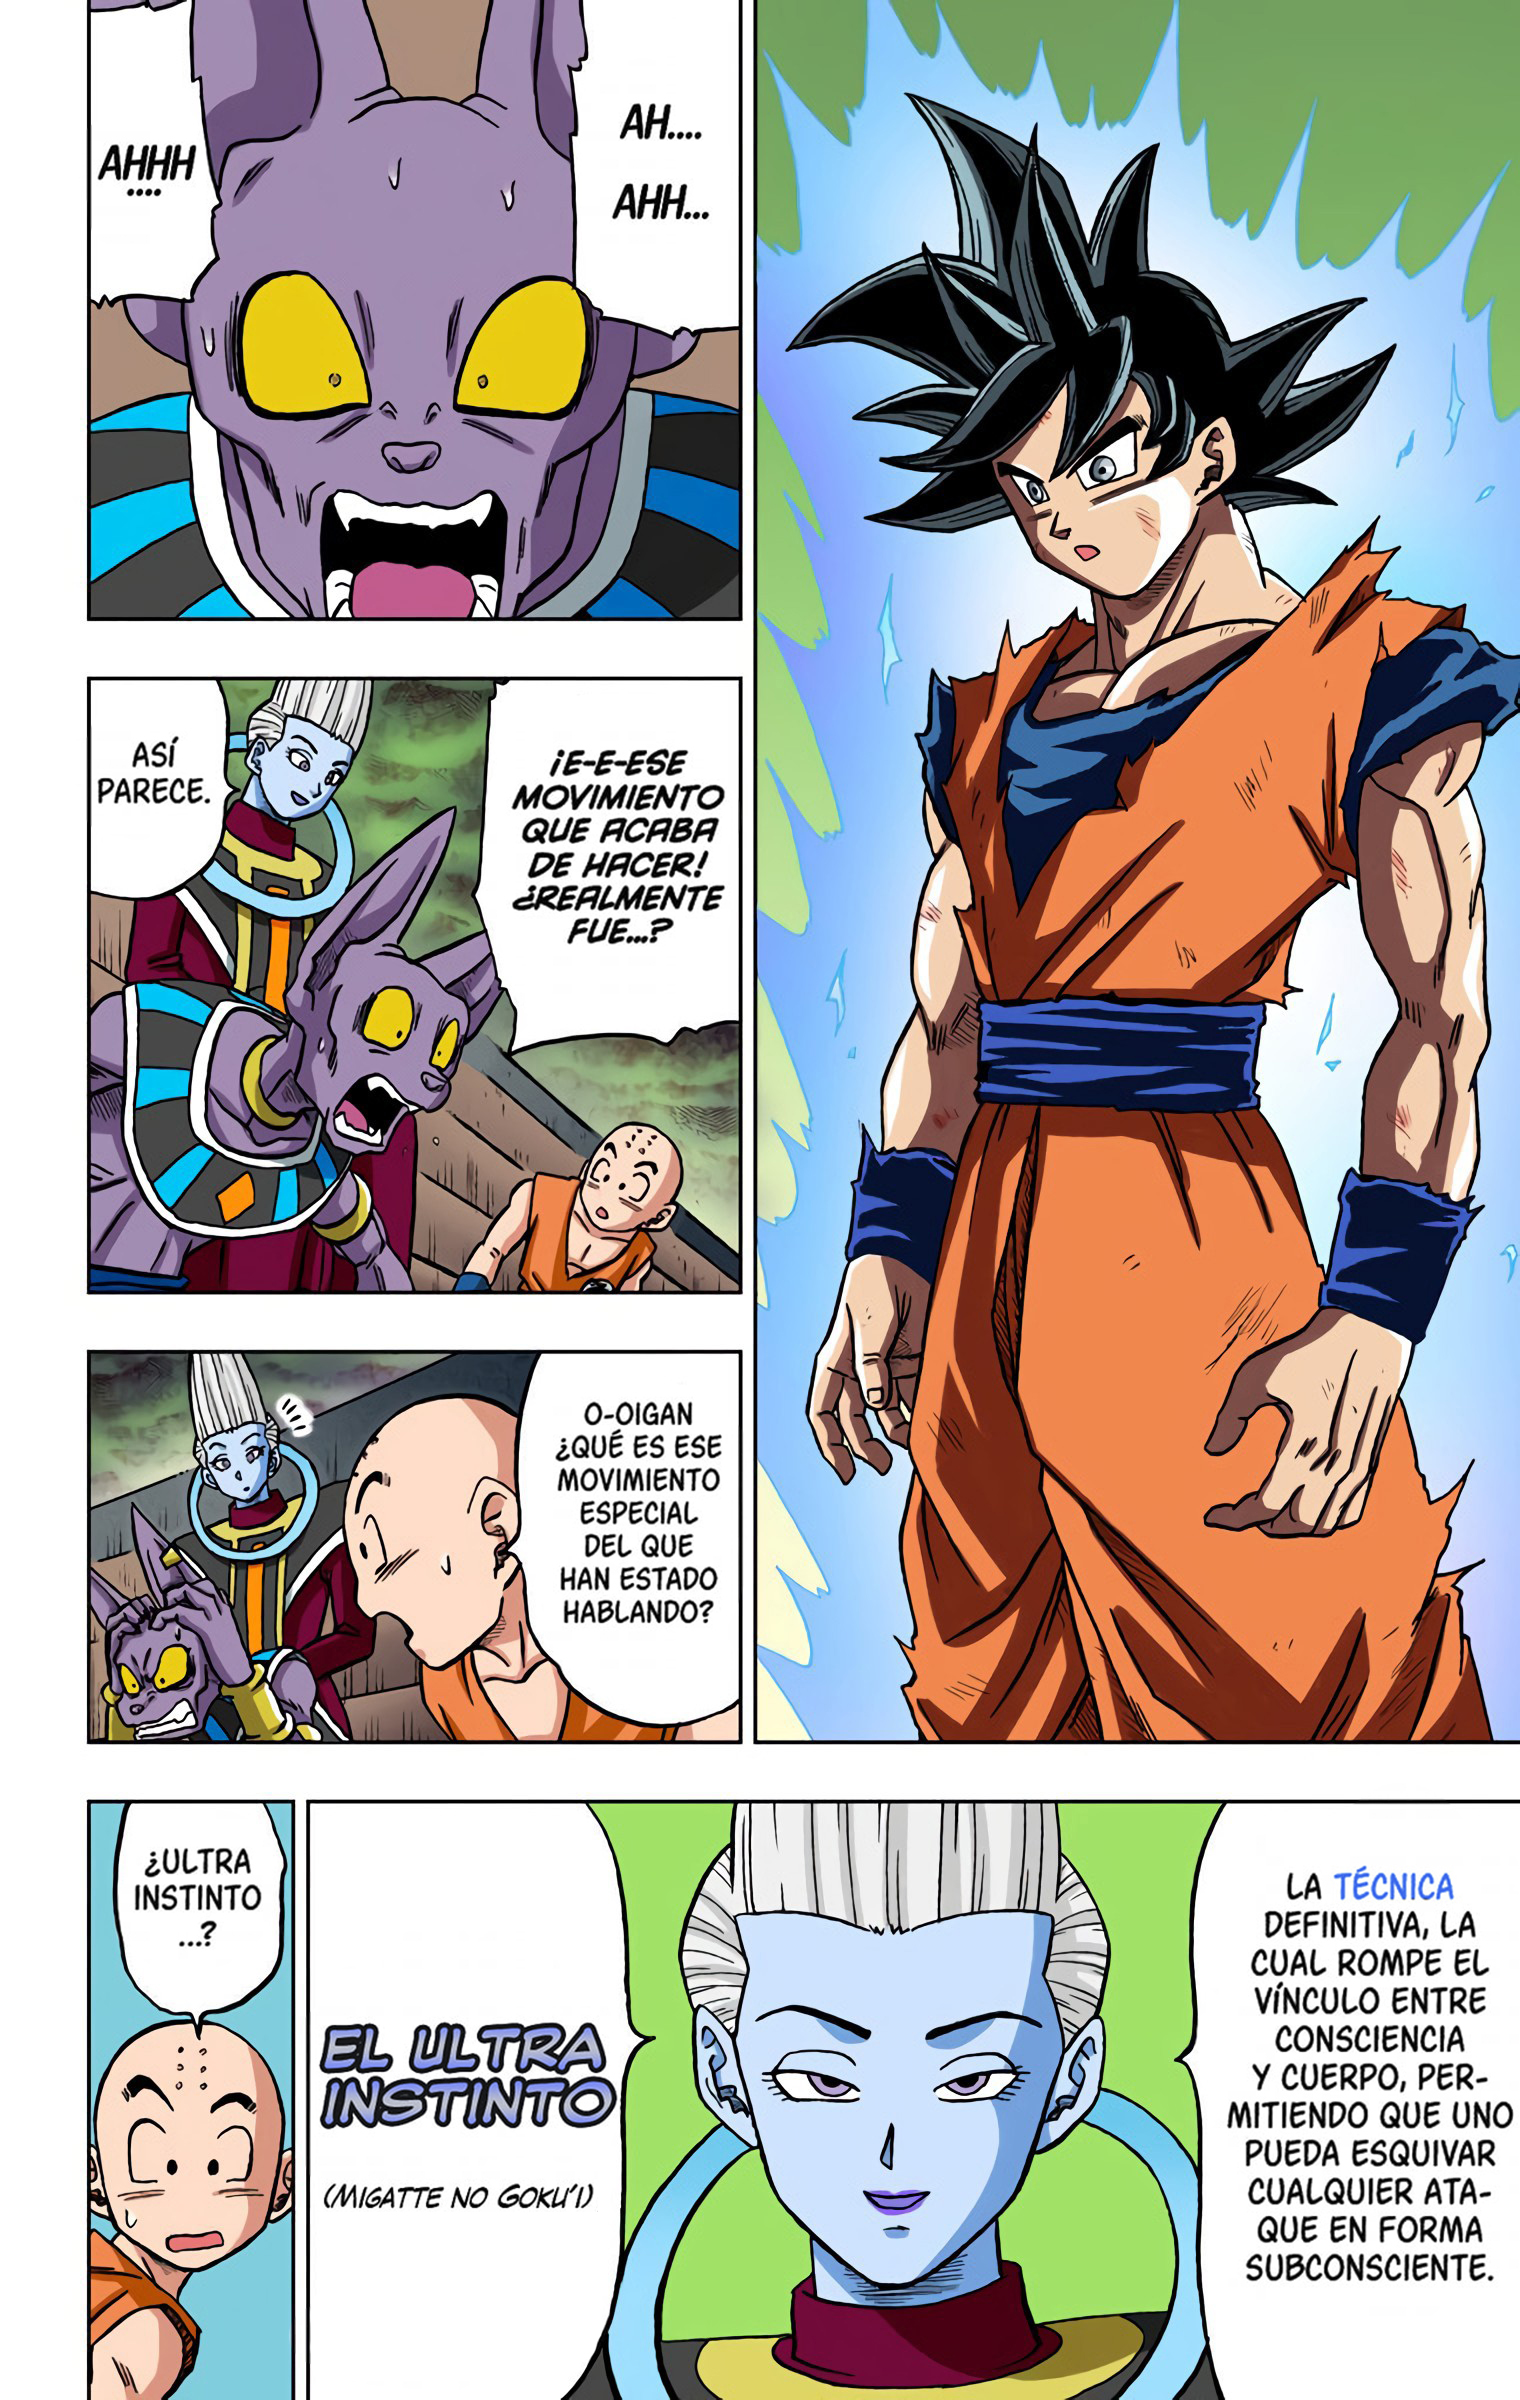 AH....
AHH...
AHHH
....
¡E-E-ESE
MOVIMIENTO
QUE ACABA
DE HACER!
¿REALMENTE
FUE...?
ASÍ
PARECE.
O-OIGAN
¿QUÉ ES ESE
MOVIMIENTO
ESPECIAL
DEL QUE
HAN ESTADO
HABLANDO?
LA TÉCNICA
DEFINITIVA, LA
CUAL ROMPE EL
VÍNCULO ENTRE
CONSCIENCIA
Y CUERPO, PER-
MITIENDO QUE UNO
PUEDA ESQUIVAR
CUALQUIER ATA-
QUE EN FORMA
SUBCONSCIENTE.
EL ULTRA
INSTINTO
(MIGATTE NO GOKU'I)
¿ULTRA
INSTINTO
...?